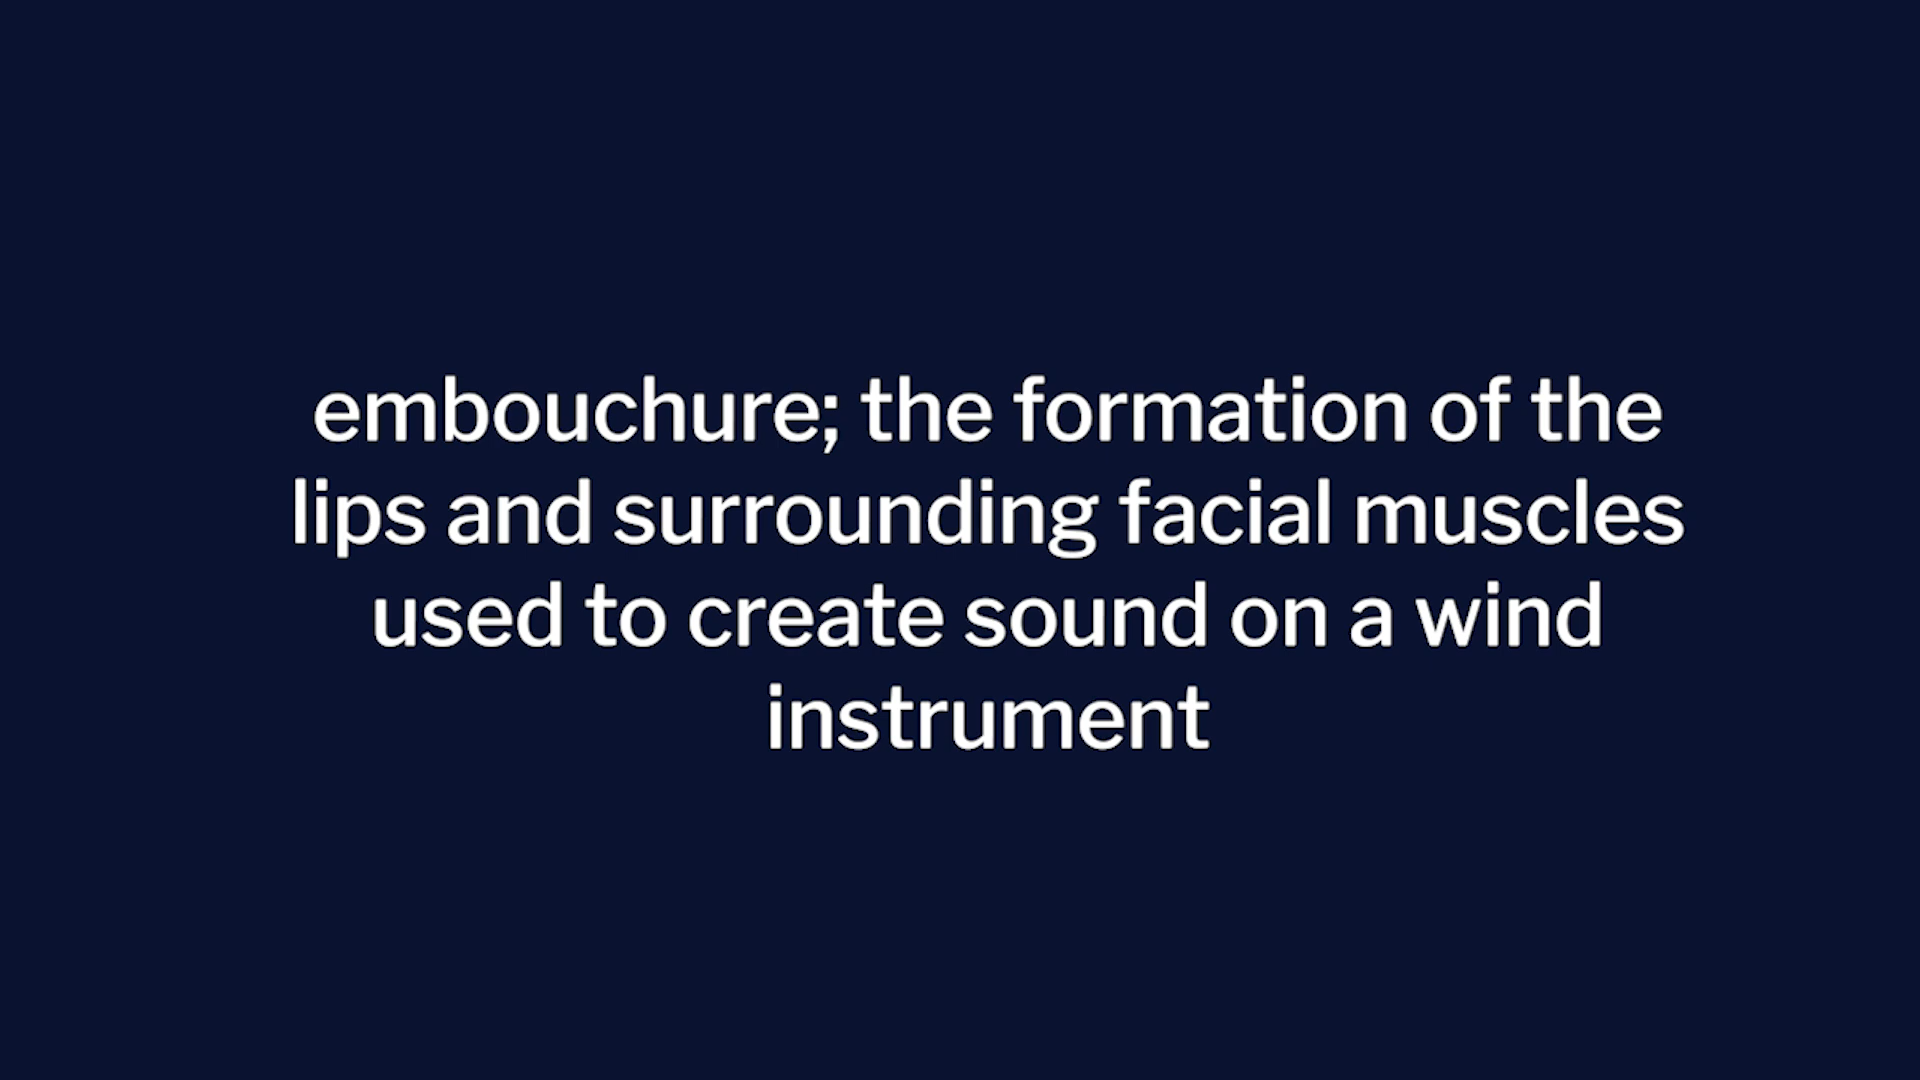 embouchure; the formation of the
lips and surrounding facial muscles
used to create sound on a wind
instrument